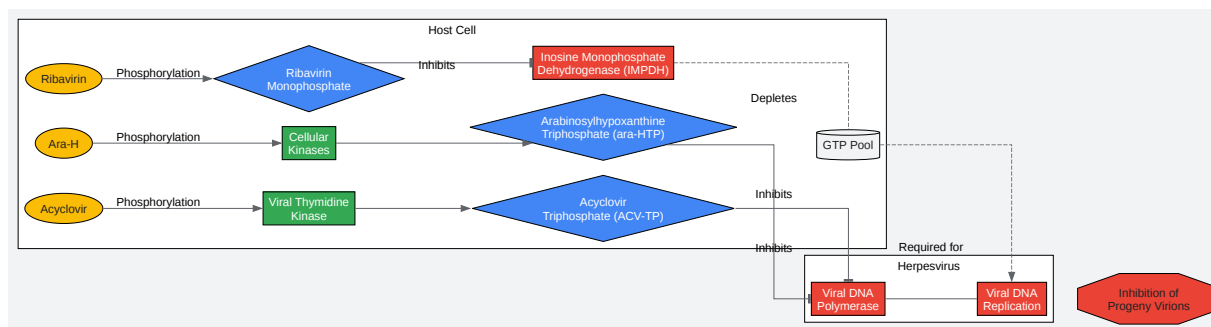 Host Cell
Ribavirin
Phosphorylation
Ribavirin
Monophosphate
Inhibits
Inosine Monophosphate
Dehydrogenase (IMPDH)
Depletes
Ara-H
Phosphorylation
Cellular
Kinases
Arabinosylhypoxanthine
Triphosphate (ara-HTP)
GTP Pool
Acyclovir
Phosphorylation
Viral Thymidine
Kinase
Acyclovir
Triphosphate (ACV-TP)
Inhibits
Inhibits
Required for
Herpesvirus
Viral DNA
Polymerase
Viral DNA
Replication
Inhibition of
Progeny Virions